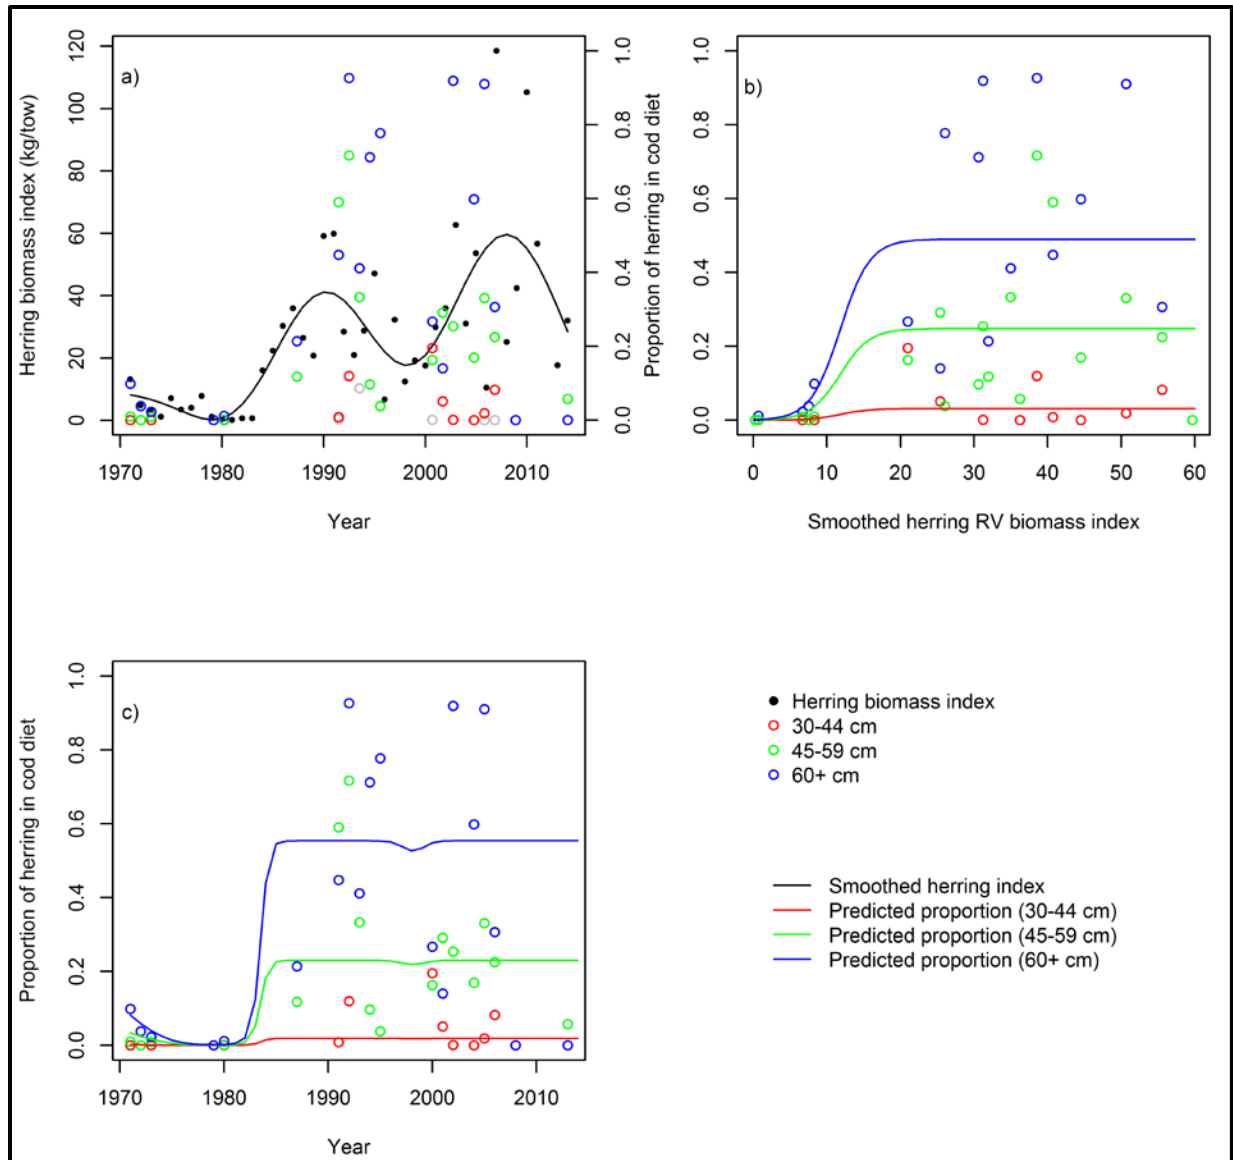 a)
Herring biomass index (kg/tow)
0 20 40 60 80 100 120
Proportion of herring in cod diet
0.0 0.2 0.4 0.6 0.8 1.0
1970 1980 1990 2000 2010
Year
b)
0.0 0.2 0.4 0.6 0.8 1.0
0 10 20 30 40 50 60
Smoothed herring RV biomass index
c)
Proportion of herring in cod diet
0.0 0.2 0.4 0.6 0.8 1.0
1970 1980 1990 2000 2010
Year
Herring biomass index
30-44 cm
45-59 cm
60+ cm
Smoothed herring index
Predicted proportion (30-44 cm)
Predicted proportion (45-59 cm)
Predicted proportion (60+ cm)